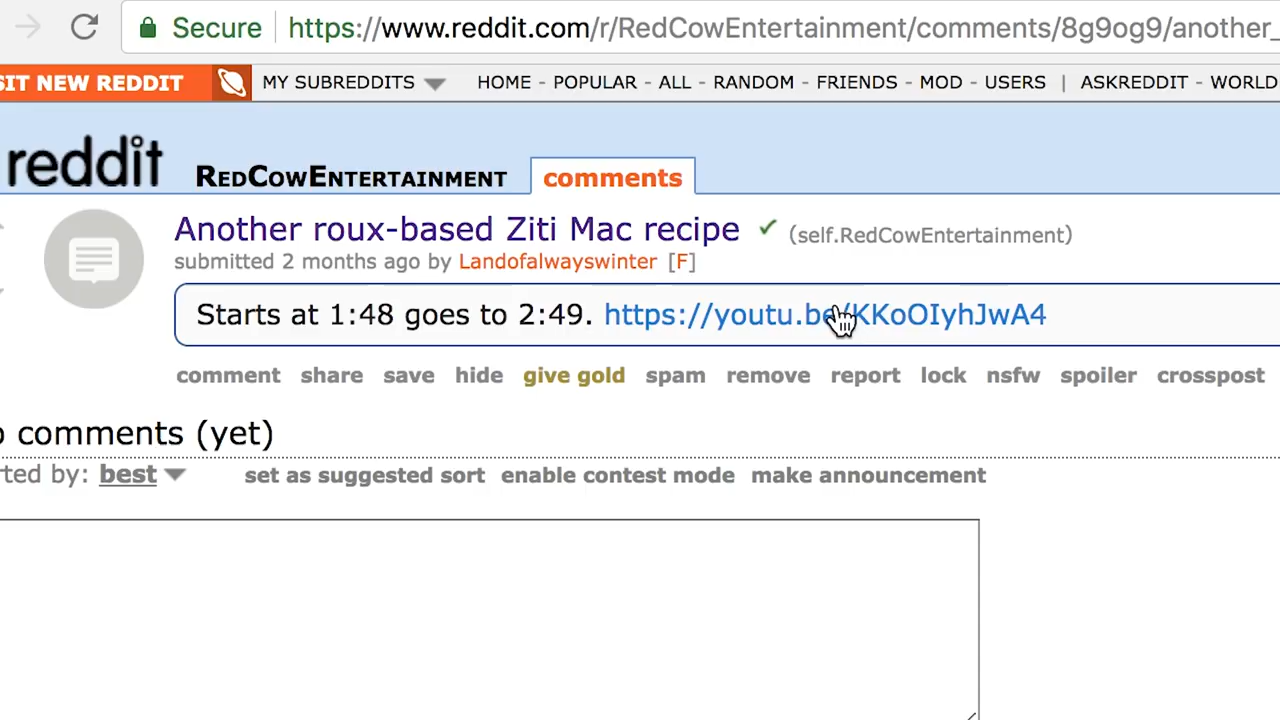 Secure https://www.reddit.com/r/RedCowEntertainment/comments/8g9og9/another_
SIT NEW REDDIT MY SUBREDDITS HOME - POPULAR - ALL - RANDOM - FRIENDS - MOD - USERS | ASKREDDIT - WORLD
reddit REDCOWENTERTAINMENT comments
Another roux-based Ziti Mac recipe ✓ (self.RedCowEntertainment)
submitted 2 months ago by Landofalwayswinter [F]
Starts at 1:48 goes to 2:49. https://youtu.be/KKoOIyhJwA4
comment share save hide give gold spam remove report lock nsfw spoiler crosspost
o comments (yet)
rted by: best set as suggested sort enable contest mode make announcement